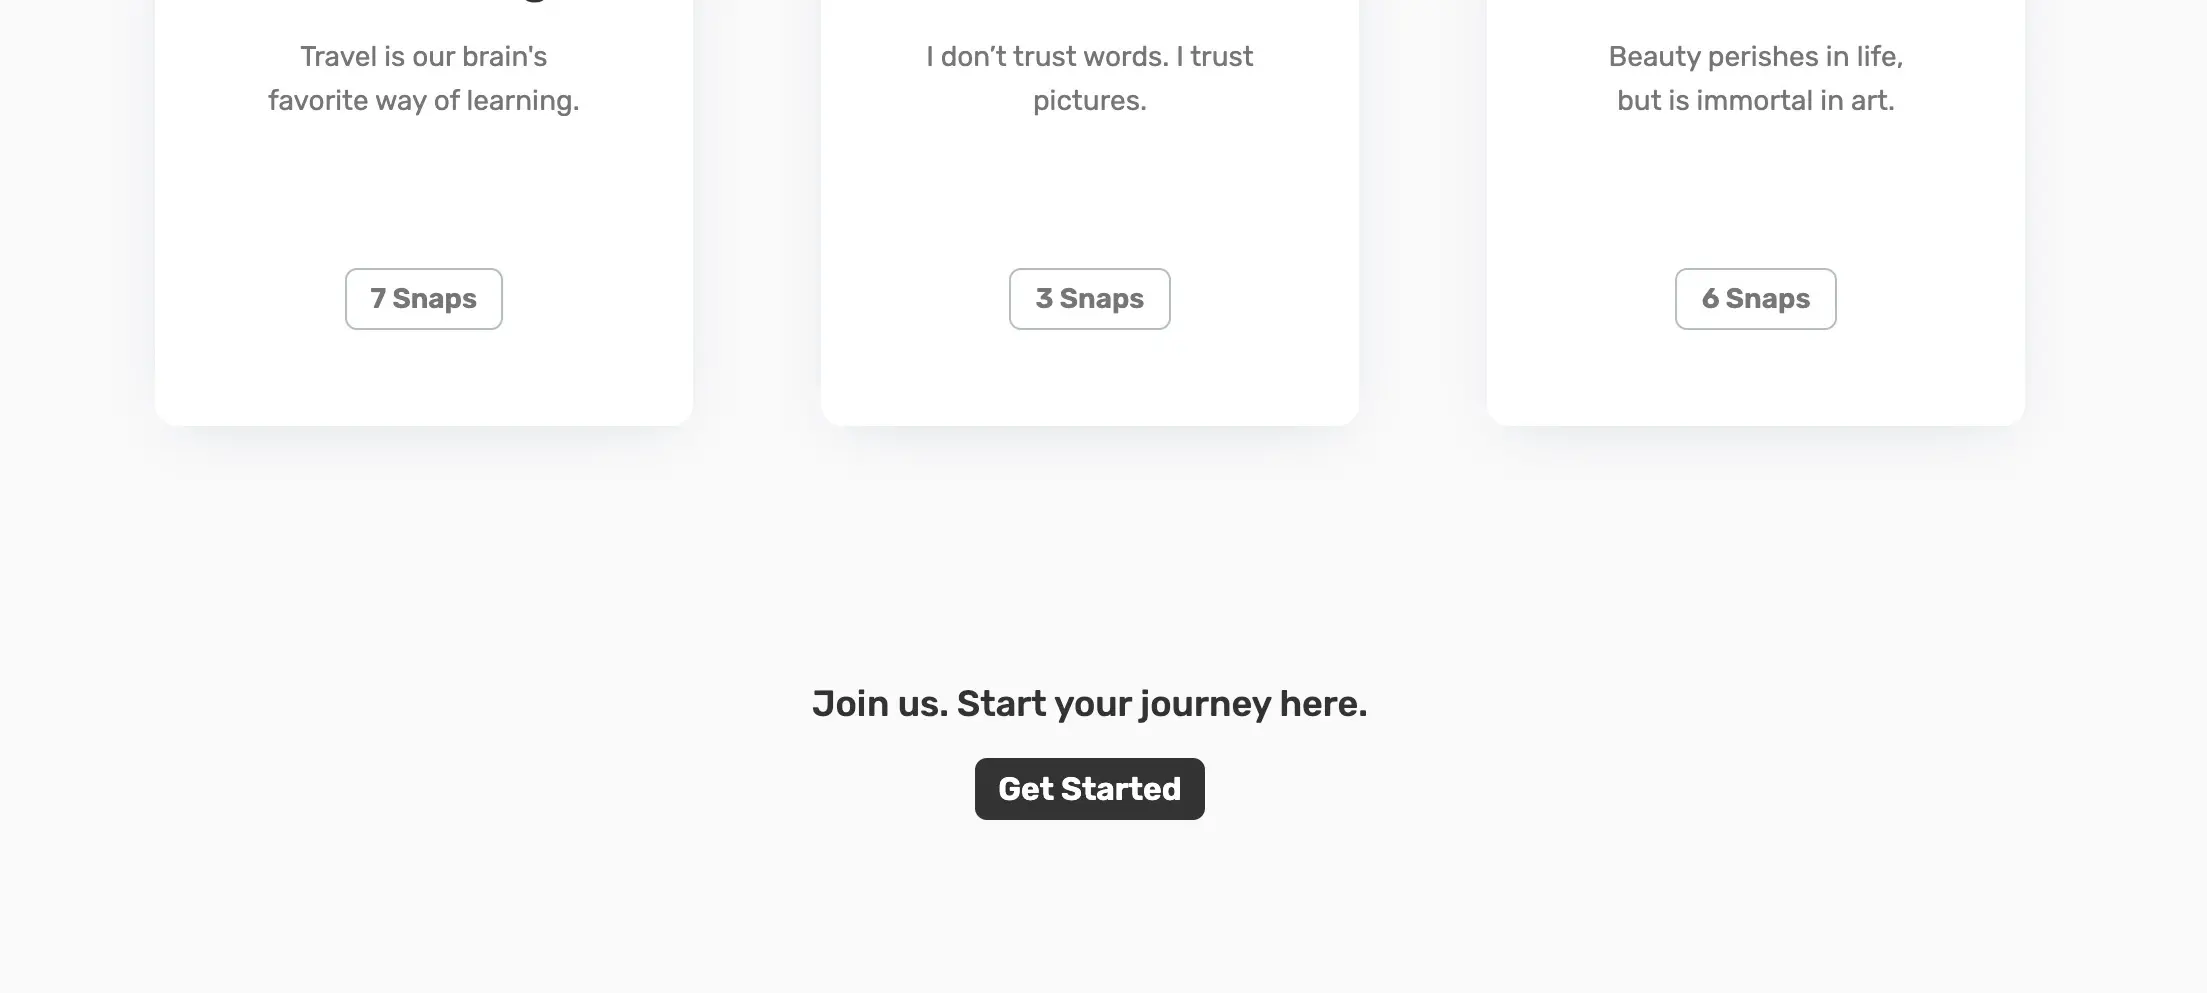 Travel is our brain's
favorite way of learning.
7 Snaps
I don’t trust words. I trust
pictures.
3 Snaps
Beauty perishes in life,
but is immortal in art.
6 Snaps
Join us. Start your journey here.
Get Started